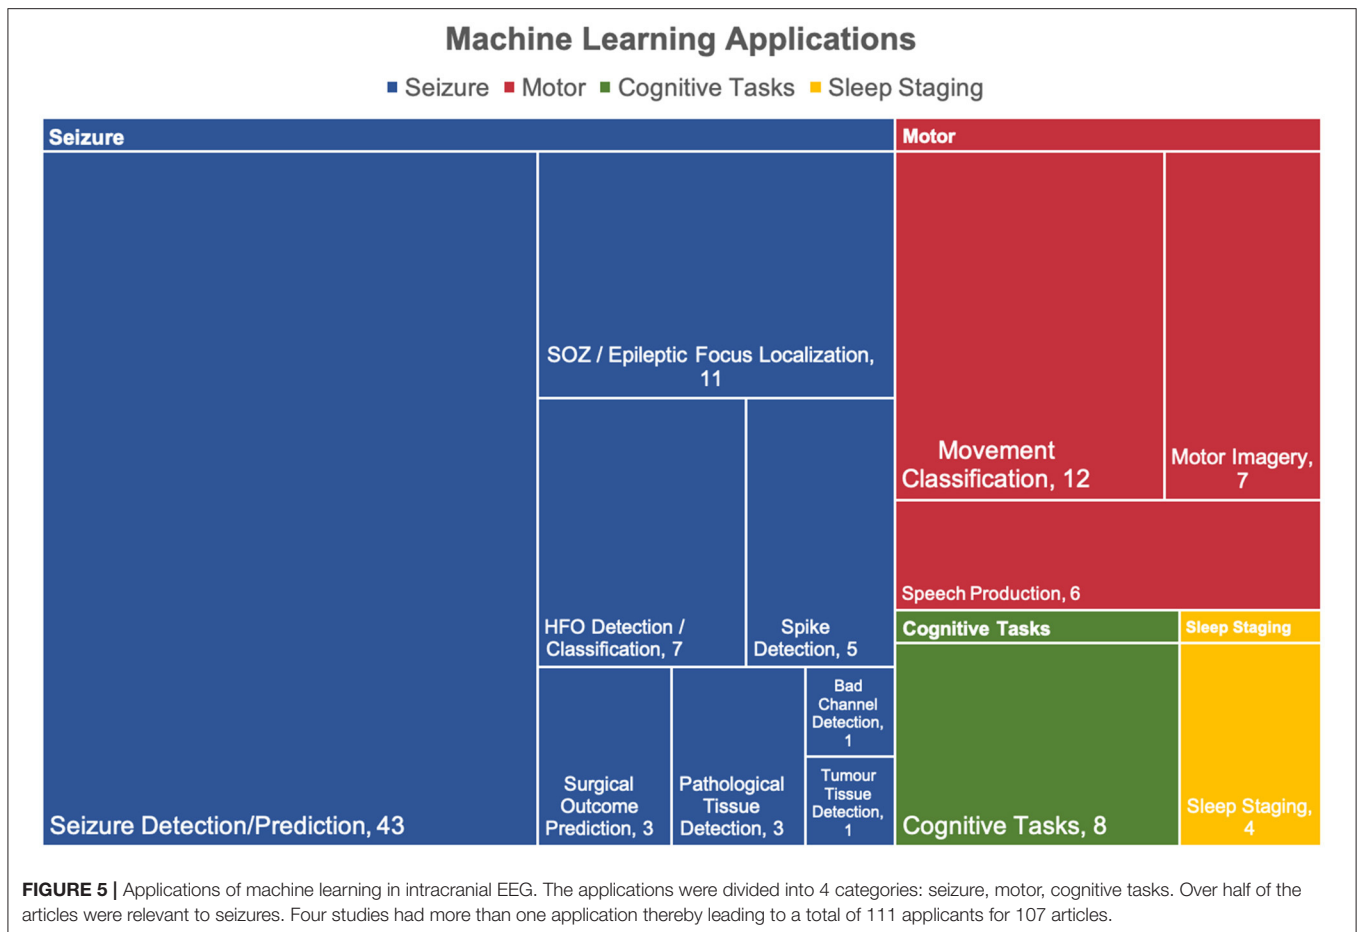 Machine Learning Applications
Seizure Motor Cognitive Tasks Sleep Staging
Seizure
Seizure Detection/Prediction, 43
SOZ / Epileptic Focus Localization,
11
HFO Detection /
Classification, 7
Spike
Detection, 5
Surgical
Outcome
Prediction, 3
Pathological
Tissue
Detection, 3
Bad
Channel
Detection,
1
Tumour
Tissue
Detection,
1
Motor
Movement
Classification, 12
Motor Imagery,
7
Speech Production, 6
Cognitive Tasks
Cognitive Tasks, 8
Sleep Staging
Sleep Staging,
4
FIGURE 5 | Applications of machine learning in intracranial EEG. The applications were divided into 4 categories: seizure, motor, cognitive tasks. Over half of the
articles were relevant to seizures. Four studies had more than one application thereby leading to a total of 111 applicants for 107 articles.